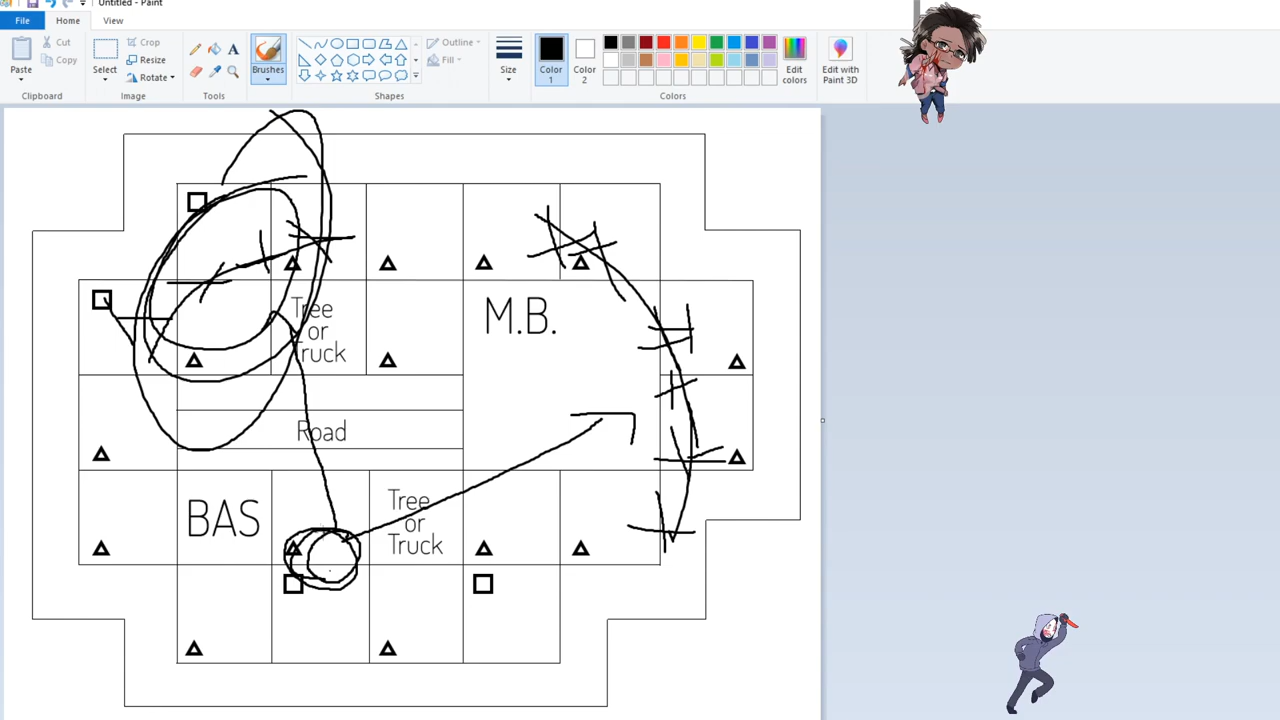 Untitled - Paint
File
Home
View
Paste
Cut
Copy
Clipboard
Select
Crop
Resize
Rotate
Image
Tools
Brushes
Outline
Fill
Shapes
Size
Color
1
Color
2
Edit
colors
Colors
Edit with
Paint 3D
Tree
or
Truck
M.B.
Road
BAS
Tree
or
Truck